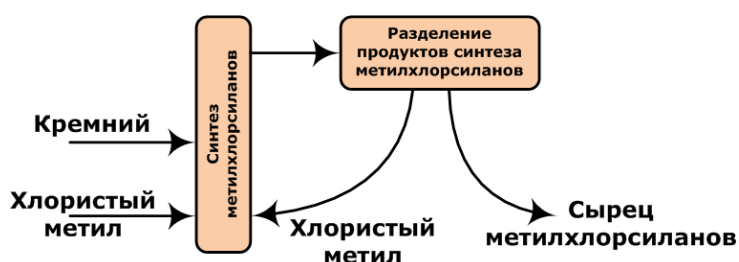 Разделение
продуктов синтеза
метилхлорсиланов
Синтез
метилхлорсиланов
Кремний
Хлористый
метил
Хлористый
метил
Сырец
метилхлорсиланов